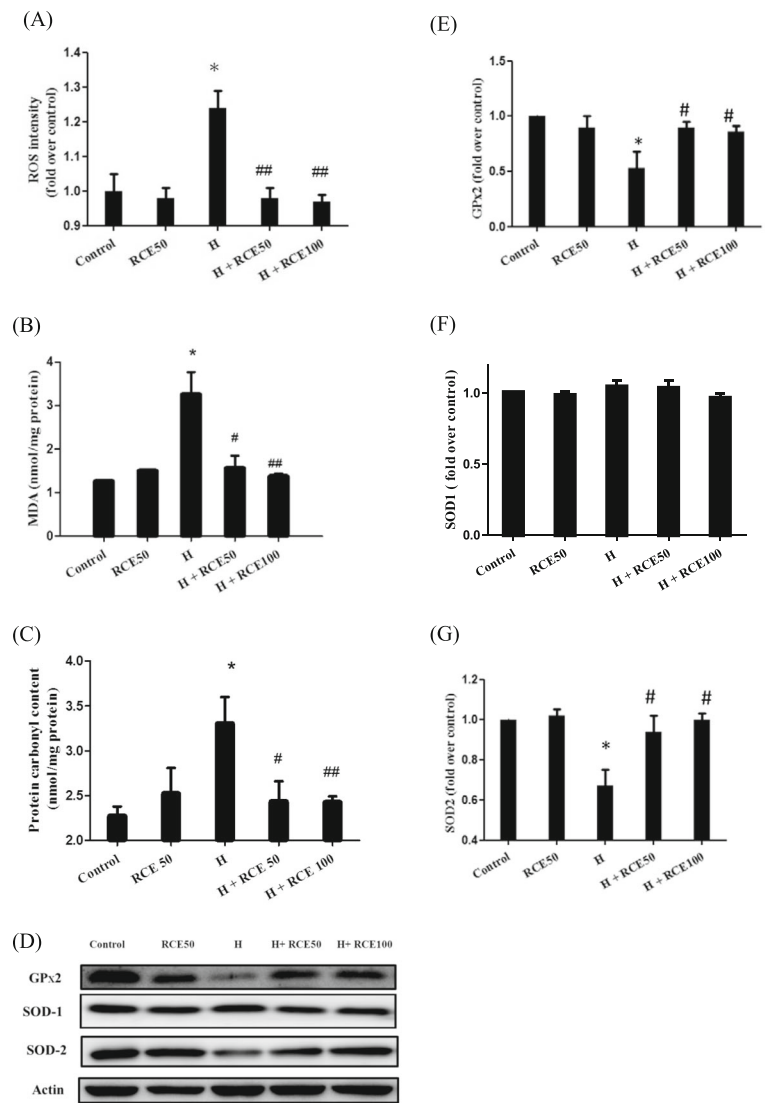 (A)
ROS intensity
(fold over control)
1.4
1.3
1.2
1.1
1.0
0.9
*
##
##
Control
RCE50
H
H + RCE50
H + RCE100
(B)
MDA (nmol/mg protein)
4
3
2
1
0
*
#
##
Control
RCE50
H
H + RCE50
H + RCE100
(C)
Protein carbonyl content
(nmol/mg protein)
4.0
3.5
3.0
2.5
2.0
*
#
##
Control
RCE 50
H
H + RCE 50
H + RCE 100
(D)
Control RCE50 H H+ RCE50 H+ RCE100
GPx2
SOD-1
SOD-2
Actin
(E)
GPx2 (fold over control)
1.5
1.0
0.5
0.0
*
#
#
Control
RCE50
H
H + RCE50
H + RCE100
(F)
SOD1 ( fold over control)
1.0
0.5
0.0
Control
RCE50
H
H + RCE50
H + RCE100
(G)
SOD2 (fold over control)
1.2
1.0
0.8
0.6
0.4
*
#
#
Control
RCE50
H
H + RCE50
H + RCE100